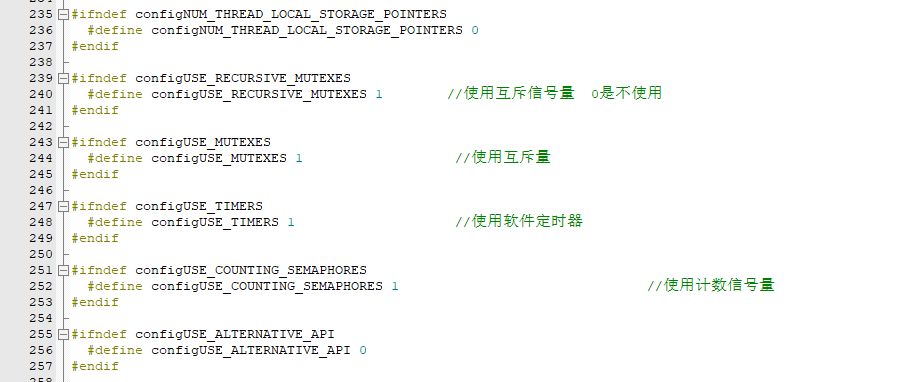 235 #ifndef configNUM_THREAD_LOCAL_STORAGE_POINTERS
236 #define configNUM_THREAD_LOCAL_STORAGE_POINTERS 0
237 #endif
238
239 #ifndef configUSE_RECURSIVE_MUTEXES
240 #define configUSE_RECURSIVE_MUTEXES 1 //使用互斥信号量 0是不使用
241 #endif
242
243 #ifndef configUSE_MUTEXES
244 #define configUSE_MUTEXES 1 //使用互斥量
245 #endif
246
247 #ifndef configUSE_TIMERS
248 #define configUSE_TIMERS 1 //使用软件定时器
249 #endif
250
251 #ifndef configUSE_COUNTING_SEMAPHORES
252 #define configUSE_COUNTING_SEMAPHORES 1 //使用计数信号量
253 #endif
254
255 #ifndef configUSE_ALTERNATIVE_API
256 #define configUSE_ALTERNATIVE_API 0
257 #endif